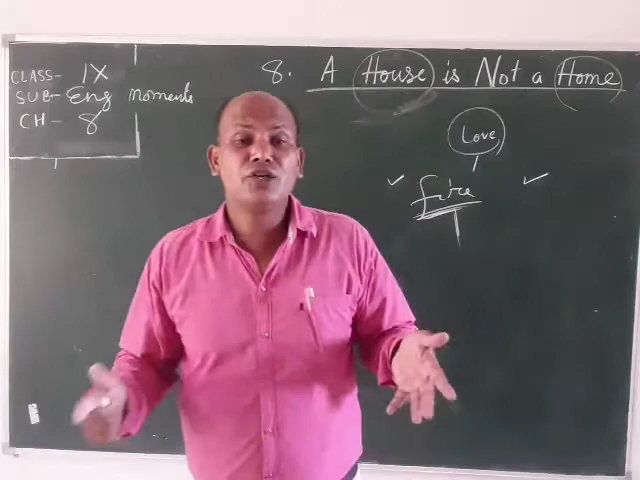 CLASS- IX
SUB- Eng moments
CH- 8
8. A House is Not a Home
Love
fire